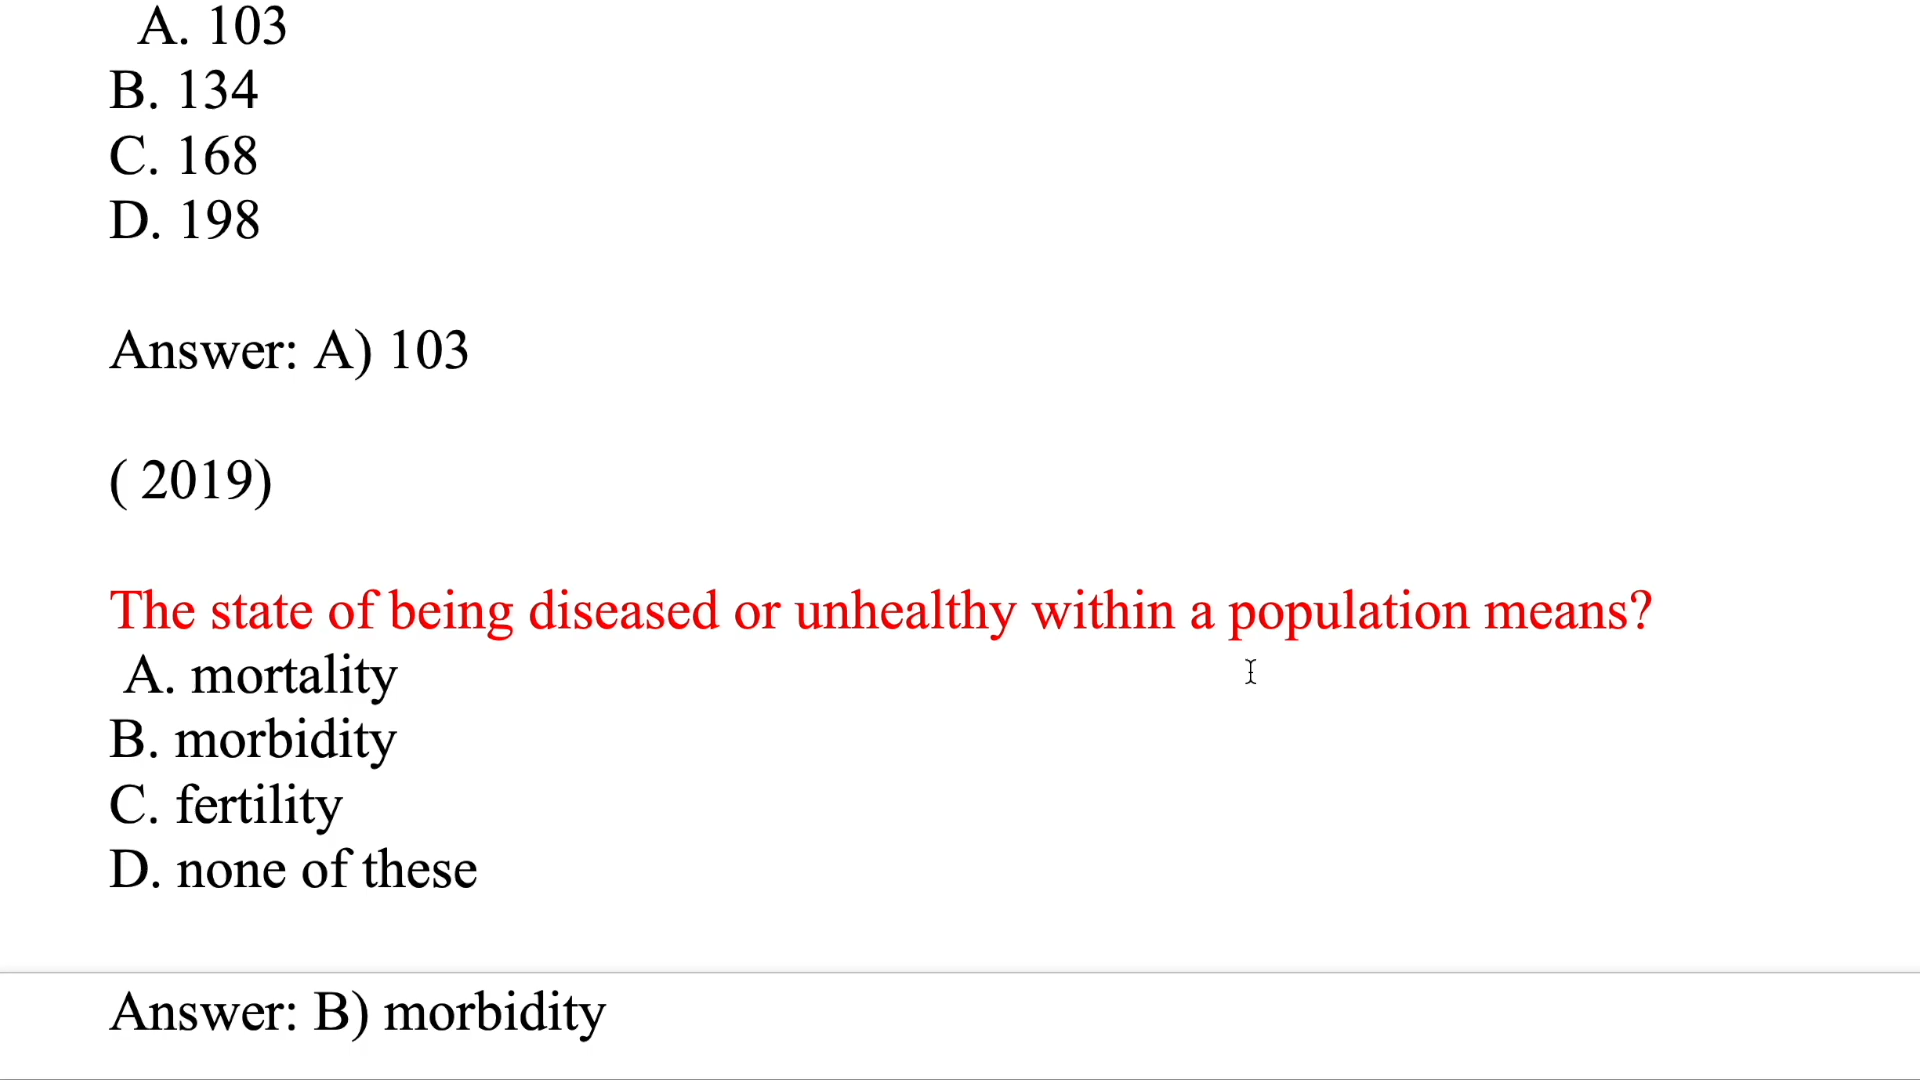 A. 103
B. 134
C. 168
D. 198
Answer: A) 103
( 2019)
The state of being diseased or unhealthy within a population means?
A. mortality
B. morbidity
C. fertility
D. none of these
Answer: B) morbidity